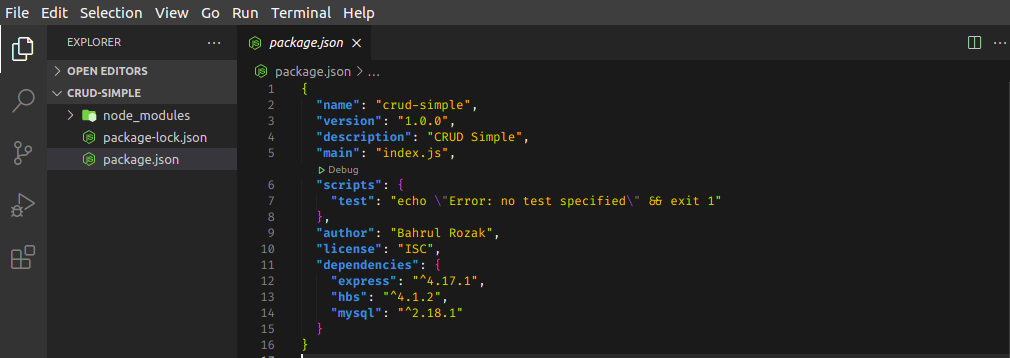 File Edit Selection View Go Run Terminal Help
EXPLORER
OPEN EDITORS
CRUD-SIMPLE
node_modules
package-lock.json
package.json
package.json
package.json > ...
1 {
2 "name": "crud-simple",
3 "version": "1.0.0",
4 "description": "CRUD Simple",
5 "main": "index.js",
Debug
6 "scripts": {
7 "test": "echo \"Error: no test specified\" && exit 1"
8 },
9 "author": "Bahrul Rozak",
10 "license": "ISC",
11 "dependencies": {
12 "express": "^4.17.1",
13 "hbs": "^4.1.2",
14 "mysql": "^2.18.1"
15 }
16 }
17